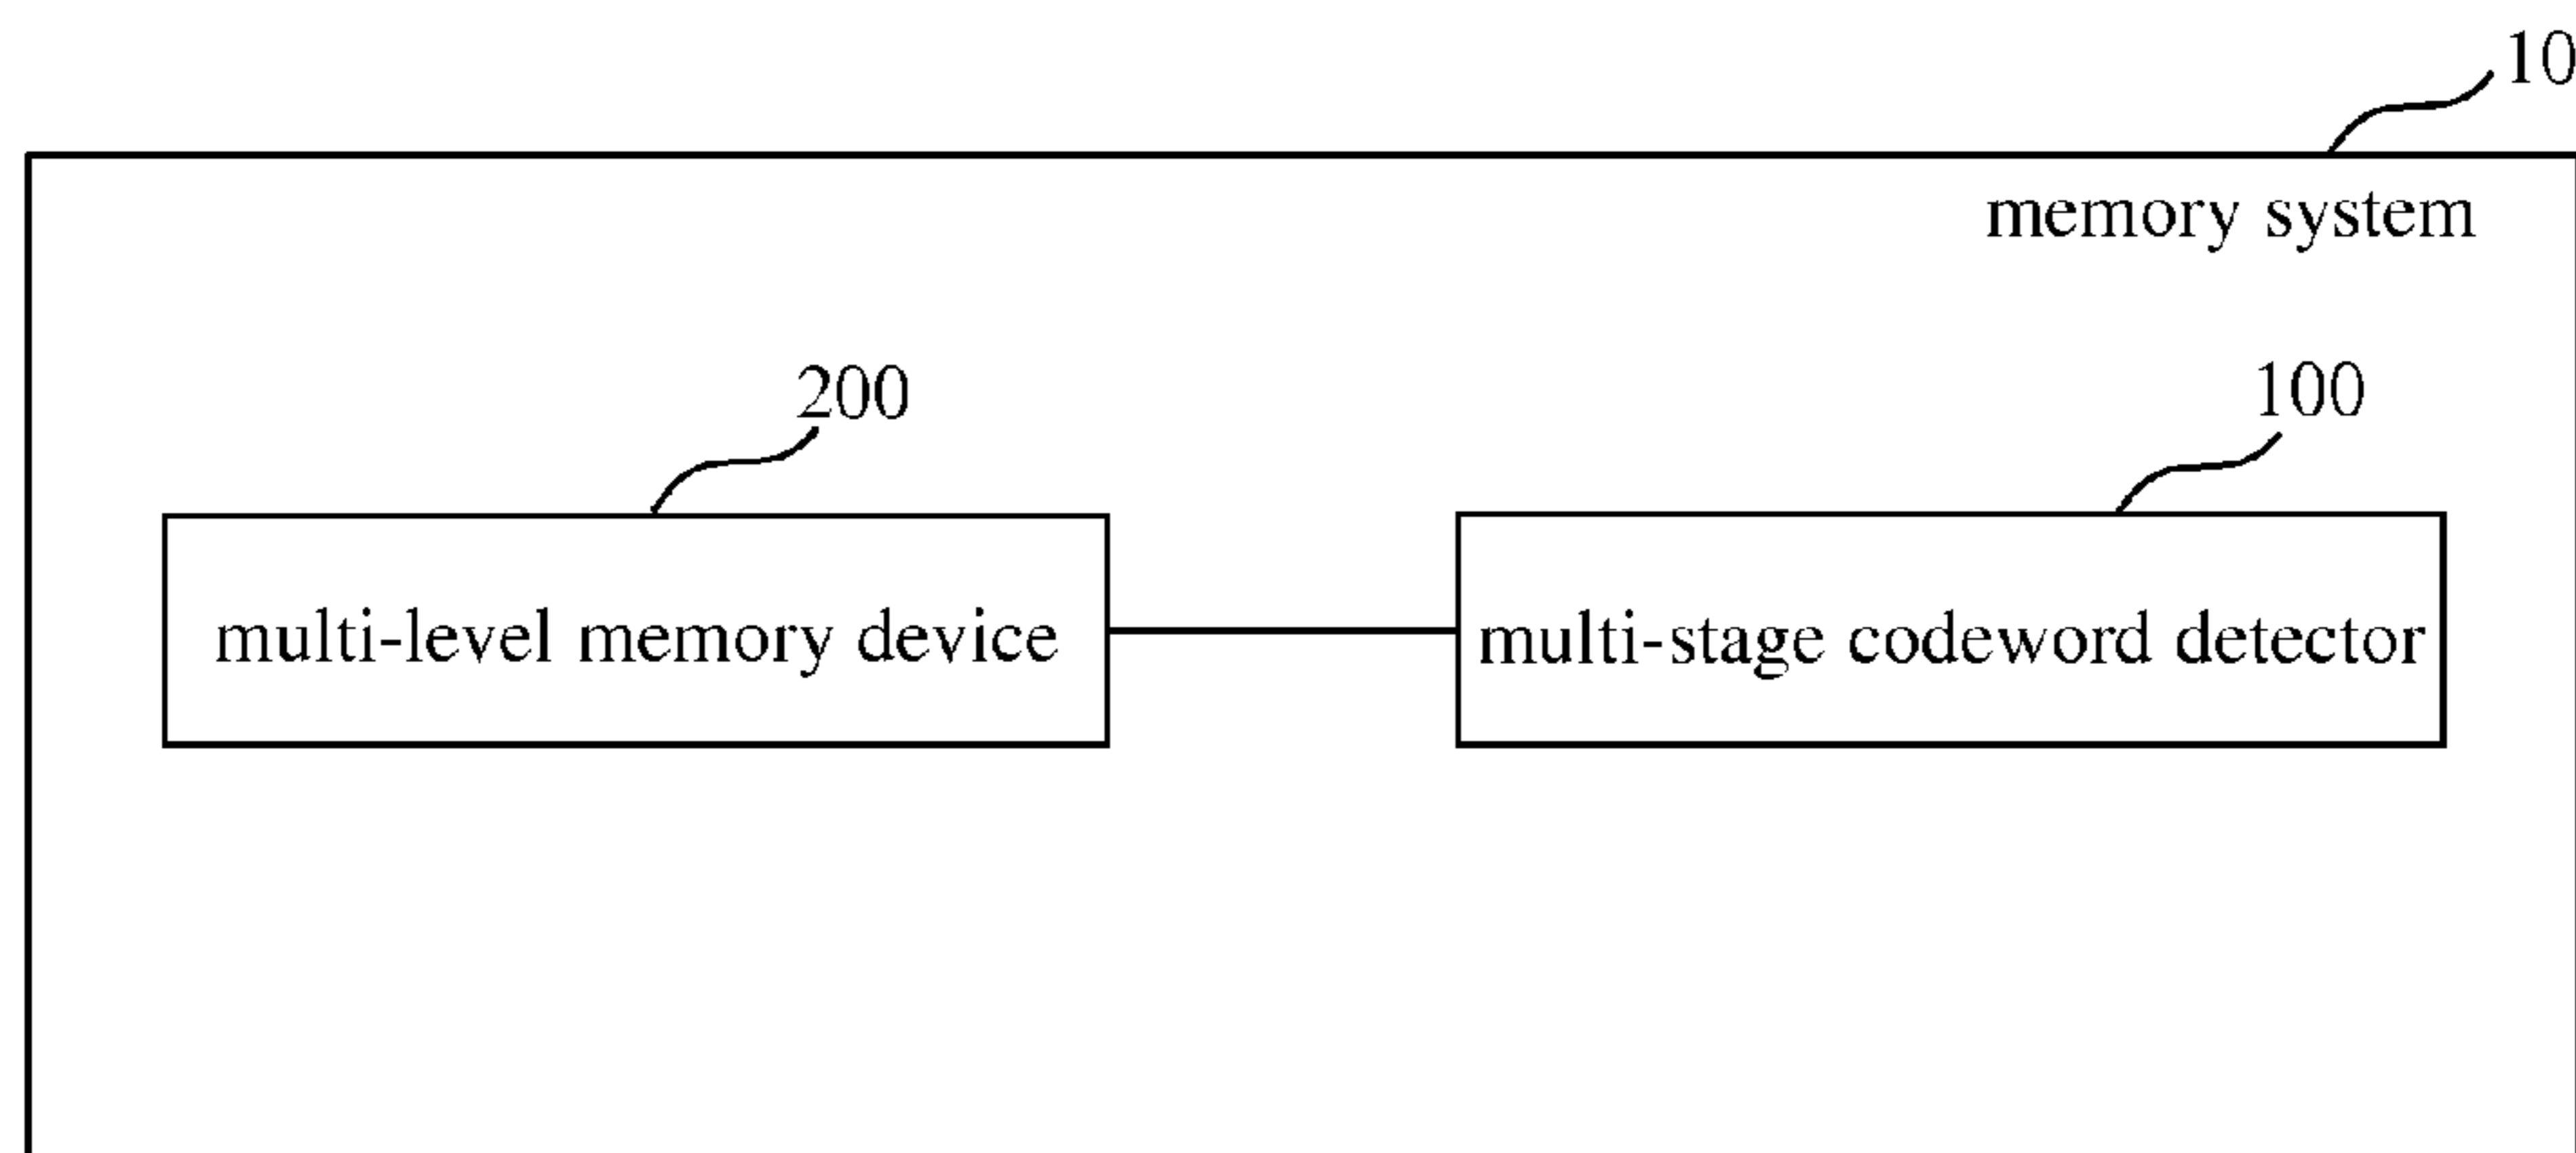 10
memory system
200
100
multi-level memory device
multi-stage codeword detector